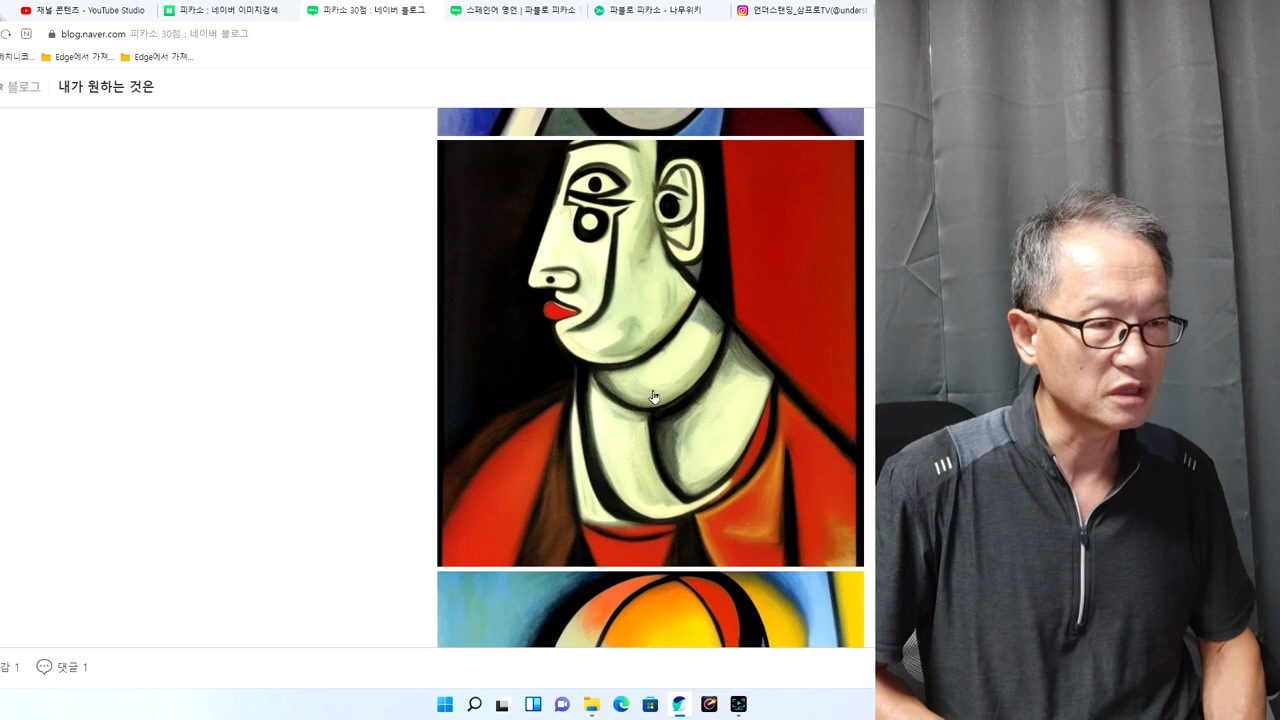 채널 콘텐츠 - YouTube Studio
피카소 : 네이버 이미지검색
피카소 30점 : 네이버 블로그
스페인어 명언 | 파블로 피카소
파블로 피카소 - 나무위키
언더스탠딩_삼프로TV(@underst
blog.naver.com 피카소 30점 : 네이버 블로그
Edge에서 가져...
Edge에서 가져...
블로그
내가 원하는 것은
감 1
댓글 1